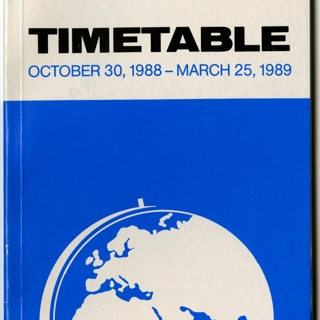 TIMETABLE
OCTOBER 30, 1988 – MARCH 25, 1989